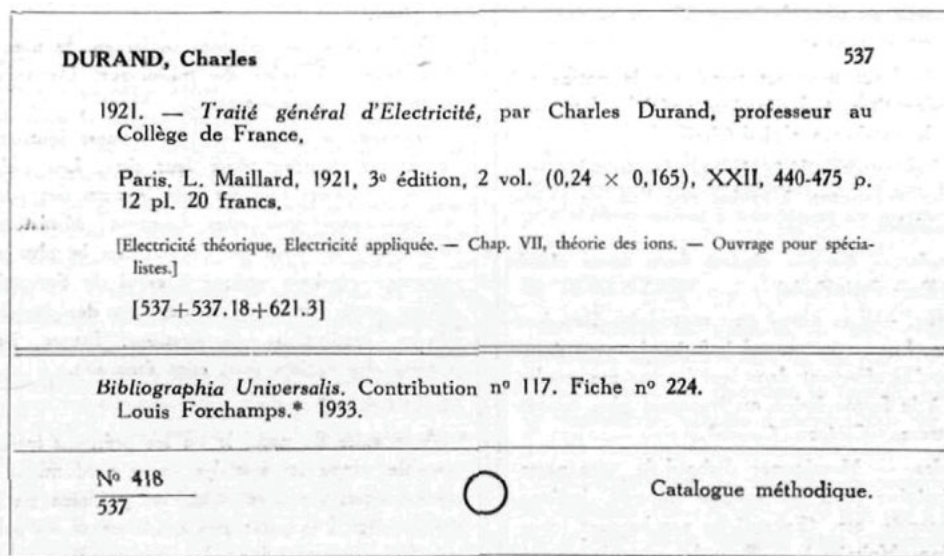 DURAND, Charles 537
1921. — Traité général d'Electricité, par Charles Durand, professeur au
Collège de France,
Paris. L. Maillard, 1921, 3e édition, 2 vol. (0,24 × 0,165), XXII, 440-475 p.
12 pl. 20 francs.
[Electricité théorique, Electricité appliquée. — Chap. VII, théorie des ions. — Ouvrage pour spécia-
listes.]
[537+537.18+621.3]
Bibliographia Universalis. Contribution nº 117. Fiche nº 224.
Louis Forchamps.* 1933.
Nº 418
537
Catalogue méthodique.